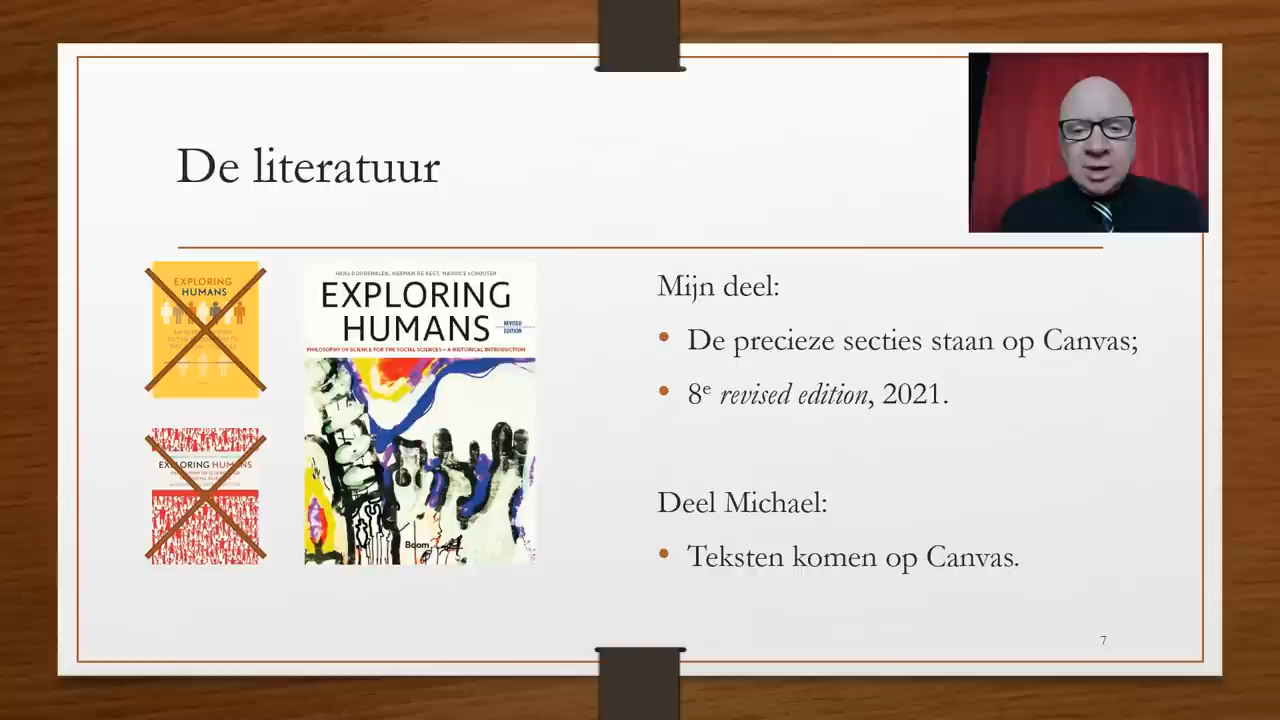 De literatuur
EXPLORING
HUMANS
EXPLORING HUMANS
HANS DOOREMALEN, HERMAN DE REGT, MAURICE SCHOUTEN
EXPLORING
HUMANS
REVISED
EDITION
PHILOSOPHY OF SCIENCE FOR THE SOCIAL SCIENCES – A HISTORICAL INTRODUCTION
Boom
Mijn deel:
• De precieze secties staan op Canvas;
• 8e revised edition, 2021.
Deel Michael:
• Teksten komen op Canvas.
7